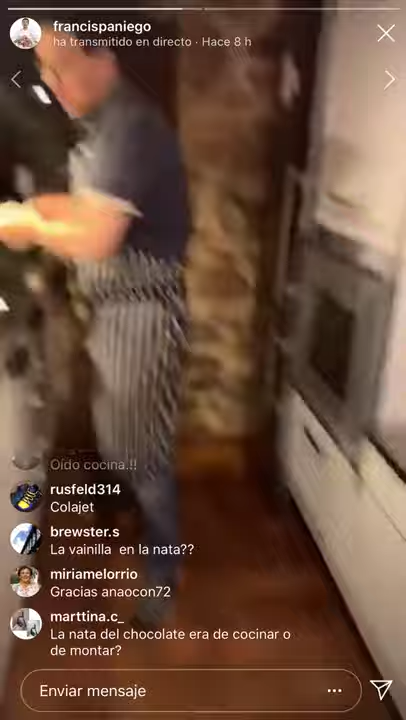 francispaniego
ha transmitido en directo · Hace 8 h
Oído cocina.!!
rusfeld314
Colajet
brewster.s
La vainilla en la nata??
miriamelorrio
Gracias anaocon72
marttina.c_
La nata del chocolate era de cocinar o
de montar?
Enviar mensaje